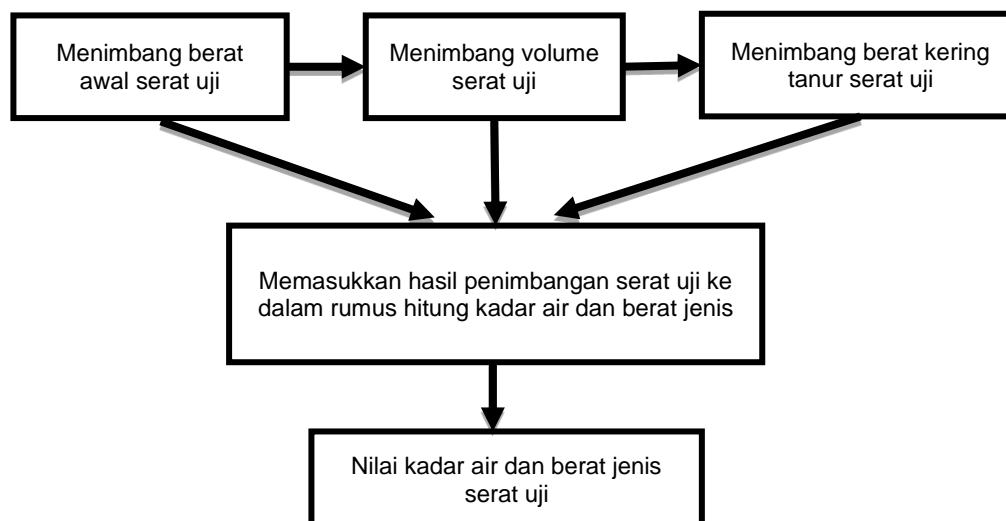 Menimbang berat
awal serat uji
Menimbang volume
serat uji
Menimbang berat kering
tanur serat uji
Memasukkan hasil penimbangan serat uji ke
dalam rumus hitung kadar air dan berat jenis
Nilai kadar air dan berat jenis
serat uji